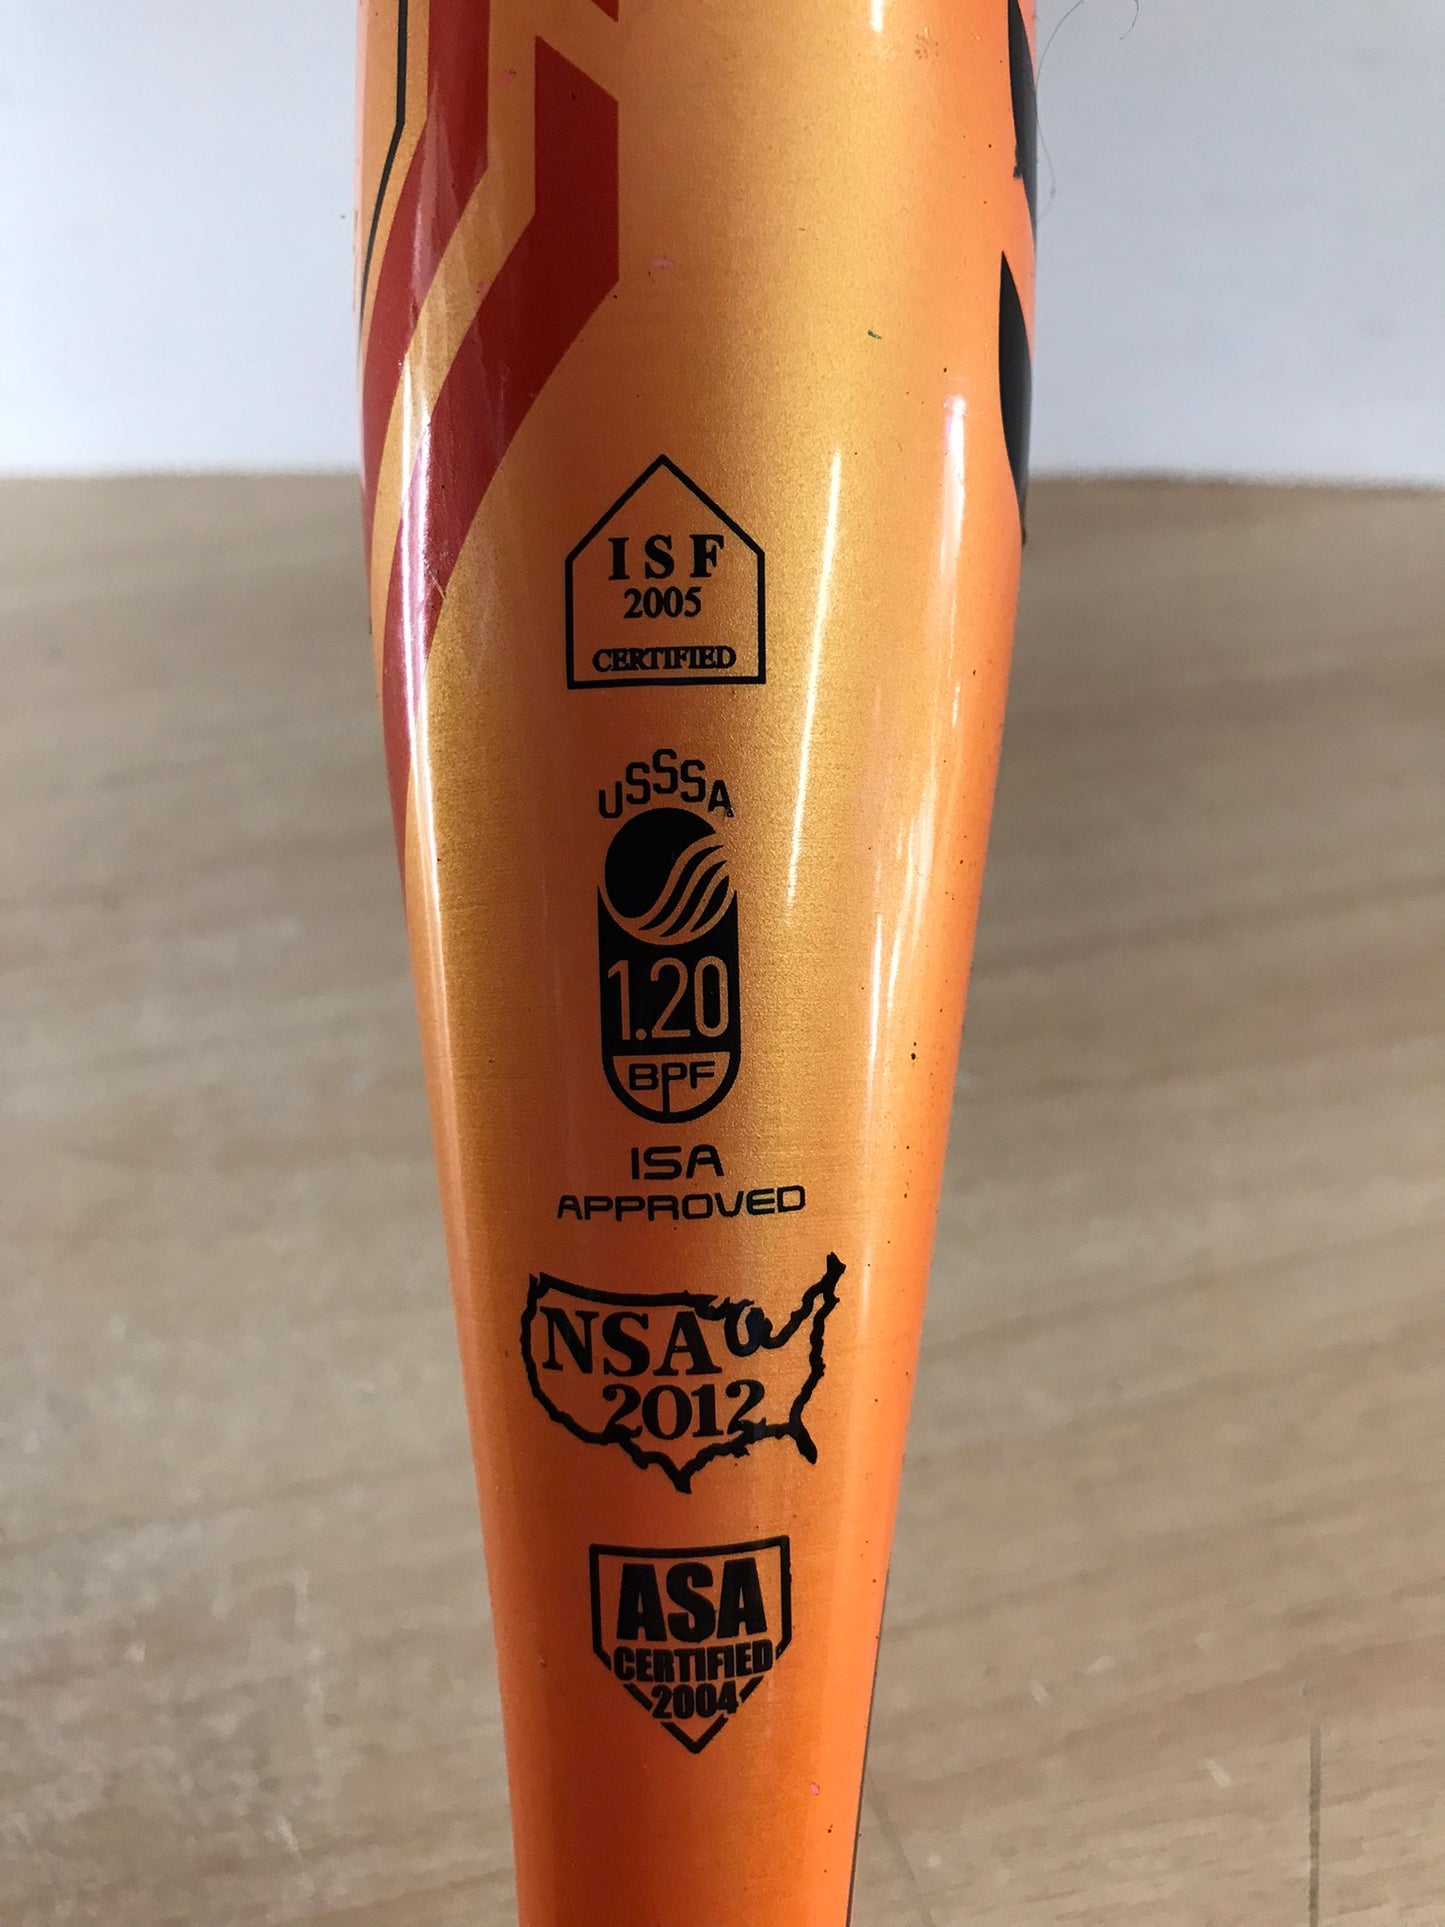 ISF
2005
CERTIFIED
USSSA
1.20
BPF
ISA
APPROVED
NSA
2012
ASA
CERTIFIED
2004